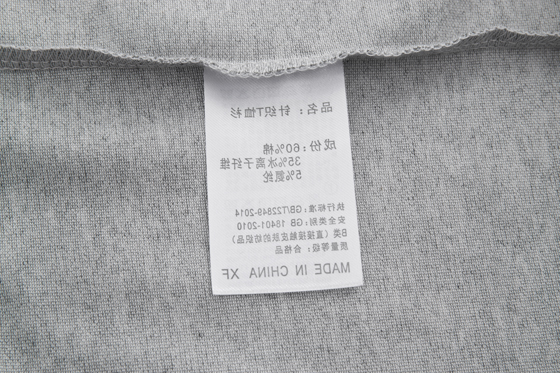 品名：针织T恤衫
成份：60%棉
35%冰离子纤维
5%氨纶
执行标准：GB/T22849-2014
安全类别：GB 18401-2010
B类（直接触皮肤的纺织品）
质量等级：合格品
MADE IN CHINA XF